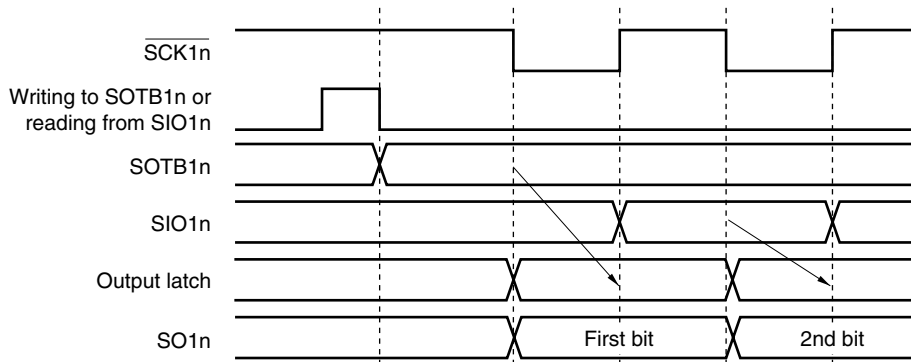 SCK1n
Writing to SOTB1n or
reading from SIO1n
SOTB1n
SIO1n
Output latch
SO1n
First bit
2nd bit